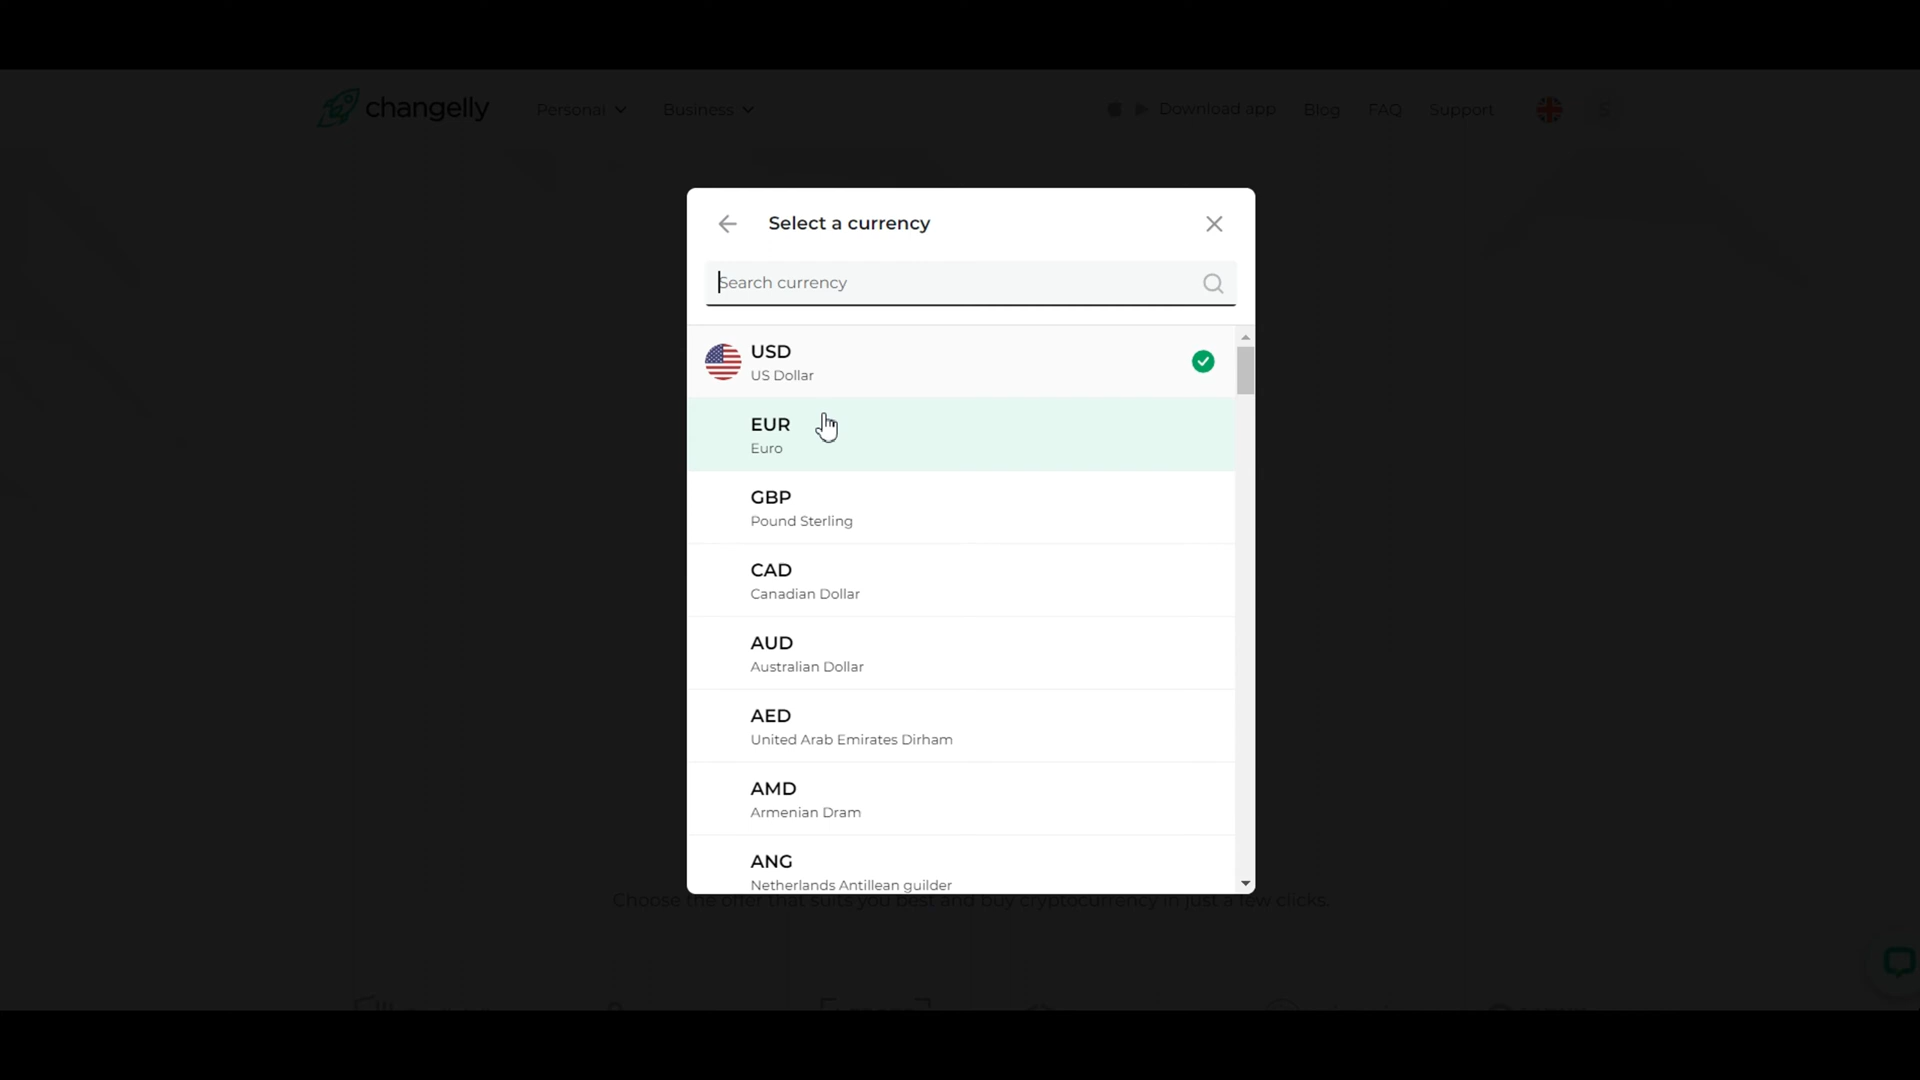 changelly
Personal
Business
Download app
Blog
FAQ
Support
Select a currency
Search currency
USD
US Dollar
EUR
Euro
GBP
Pound Sterling
CAD
Canadian Dollar
AUD
Australian Dollar
AED
United Arab Emirates Dirham
AMD
Armenian Dram
ANG
Netherlands Antillean guilder
Choose the offer that suits you best and buy cryptocurrency in just a few clicks.